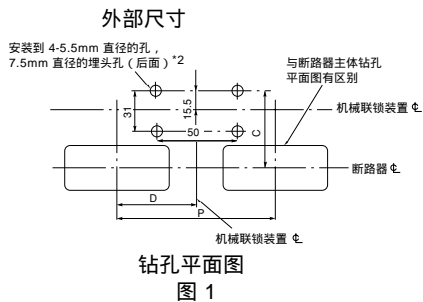 外部尺寸
安装到 4-5.5mm 直径的孔，
7.5mm 直径的埋头孔（后面）*2
与断路器主体钻孔
平面图有区别
15.5
31
C
机械联锁装置 ℄
50
断路器 ℄
D
P
机械联锁装置 ℄
钻孔平面图
图 1